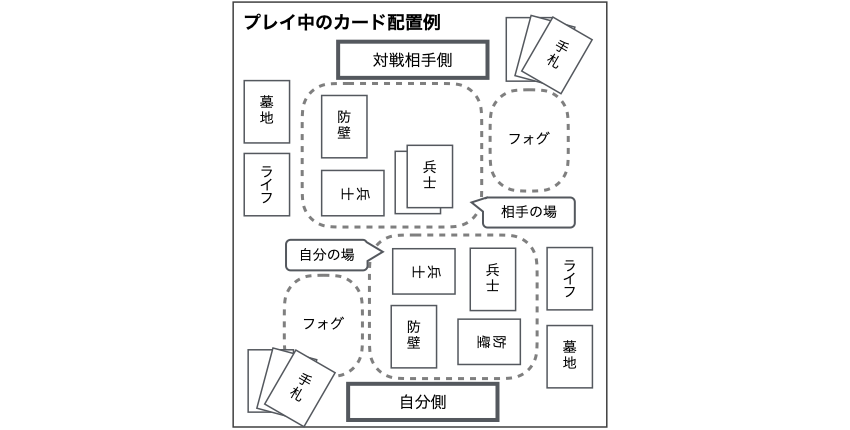 プレイ中のカード配置例
対戦相手側
手札
墓地
防壁
フォグ
ライフ
兵士
兵士
相手の場
自分の場
兵士
兵士
ライフ
フォグ
防壁
防壁
墓地
手札
自分側